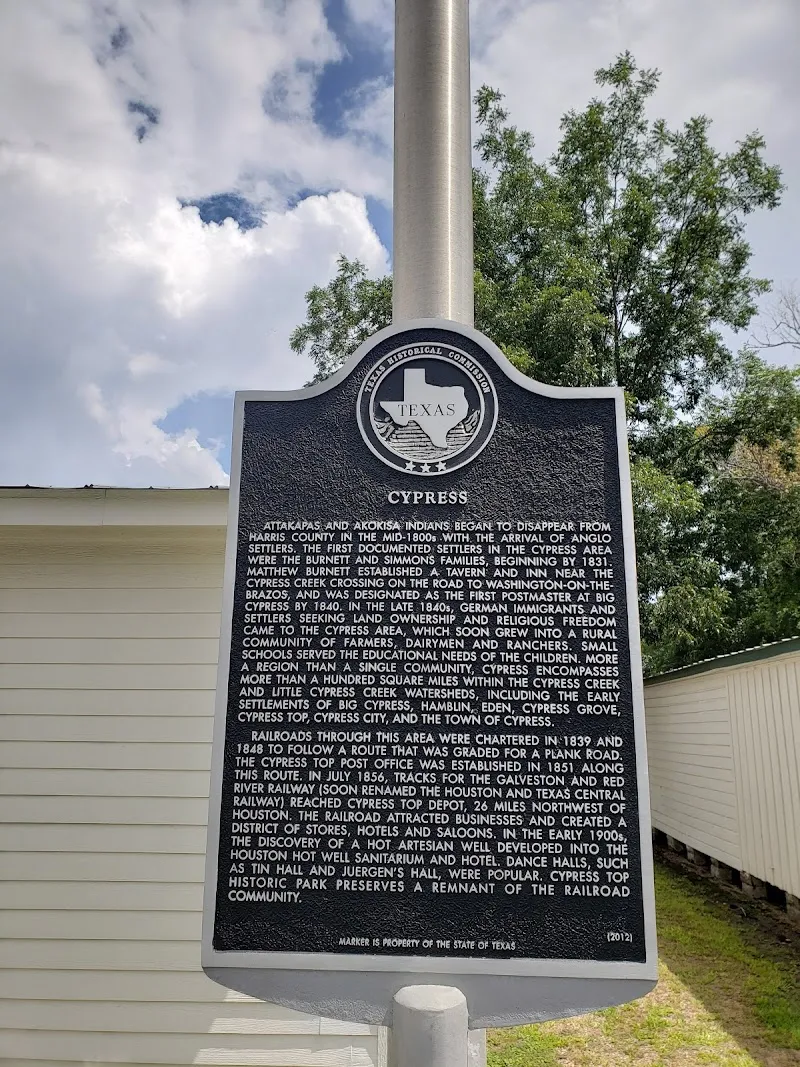 TEXAS HISTORICAL COMMISSION
TEXAS
CYPRESS
ATTAKAPAS AND AKOKISA INDIANS BEGAN TO DISAPPEAR FROM
HARRIS COUNTY IN THE MID-1800s WITH THE ARRIVAL OF ANGLO
SETTLERS. THE FIRST DOCUMENTED SETTLERS IN THE CYPRESS AREA
WERE THE BURNETT AND SIMMONS FAMILIES, BEGINNING BY 1831.
MATTHEW BURNETT ESTABLISHED A TAVERN AND INN NEAR THE
CYPRESS CREEK CROSSING ON THE ROAD TO WASHINGTON-ON-THE-
BRAZOS, AND WAS DESIGNATED AS THE FIRST POSTMASTER AT BIG
CYPRESS BY 1840. IN THE LATE 1840s, GERMAN IMMIGRANTS AND
SETTLERS SEEKING LAND OWNERSHIP AND RELIGIOUS FREEDOM
CAME TO THE CYPRESS AREA, WHICH SOON GREW INTO A RURAL
COMMUNITY OF FARMERS, DAIRYMEN AND RANCHERS. SMALL
SCHOOLS SERVED THE EDUCATIONAL NEEDS OF THE CHILDREN. MORE
A REGION THAN A SINGLE COMMUNITY, CYPRESS ENCOMPASSES
MORE THAN A HUNDRED SQUARE MILES WITHIN THE CYPRESS CREEK
AND LITTLE CYPRESS CREEK WATERSHEDS, INCLUDING THE EARLY
SETTLEMENTS OF BIG CYPRESS, HAMBLIN, EDEN, CYPRESS GROVE,
CYPRESS TOP, CYPRESS CITY, AND THE TOWN OF CYPRESS.
RAILROADS THROUGH THIS AREA WERE CHARTERED IN 1839 AND
1848 TO FOLLOW A ROUTE THAT WAS GRADED FOR A PLANK ROAD.
THE CYPRESS TOP POST OFFICE WAS ESTABLISHED IN 1851 ALONG
THIS ROUTE. IN JULY 1856, TRACKS FOR THE GALVESTON AND RED
RIVER RAILWAY (SOON RENAMED THE HOUSTON AND TEXAS CENTRAL
RAILWAY) REACHED CYPRESS TOP DEPOT, 26 MILES NORTHWEST OF
HOUSTON. THE RAILROAD ATTRACTED BUSINESSES AND CREATED A
DISTRICT OF STORES, HOTELS AND SALOONS. IN THE EARLY 1900s,
THE DISCOVERY OF A HOT ARTESIAN WELL DEVELOPED INTO THE
HOUSTON HOT WELL SANITARIUM AND HOTEL. DANCE HALLS, SUCH
AS TIN HALL AND JUERGEN'S HALL, WERE POPULAR. CYPRESS TOP
HISTORIC PARK PRESERVES A REMNANT OF THE RAILROAD
COMMUNITY.
(2012)
MARKER IS PROPERTY OF THE STATE OF TEXAS